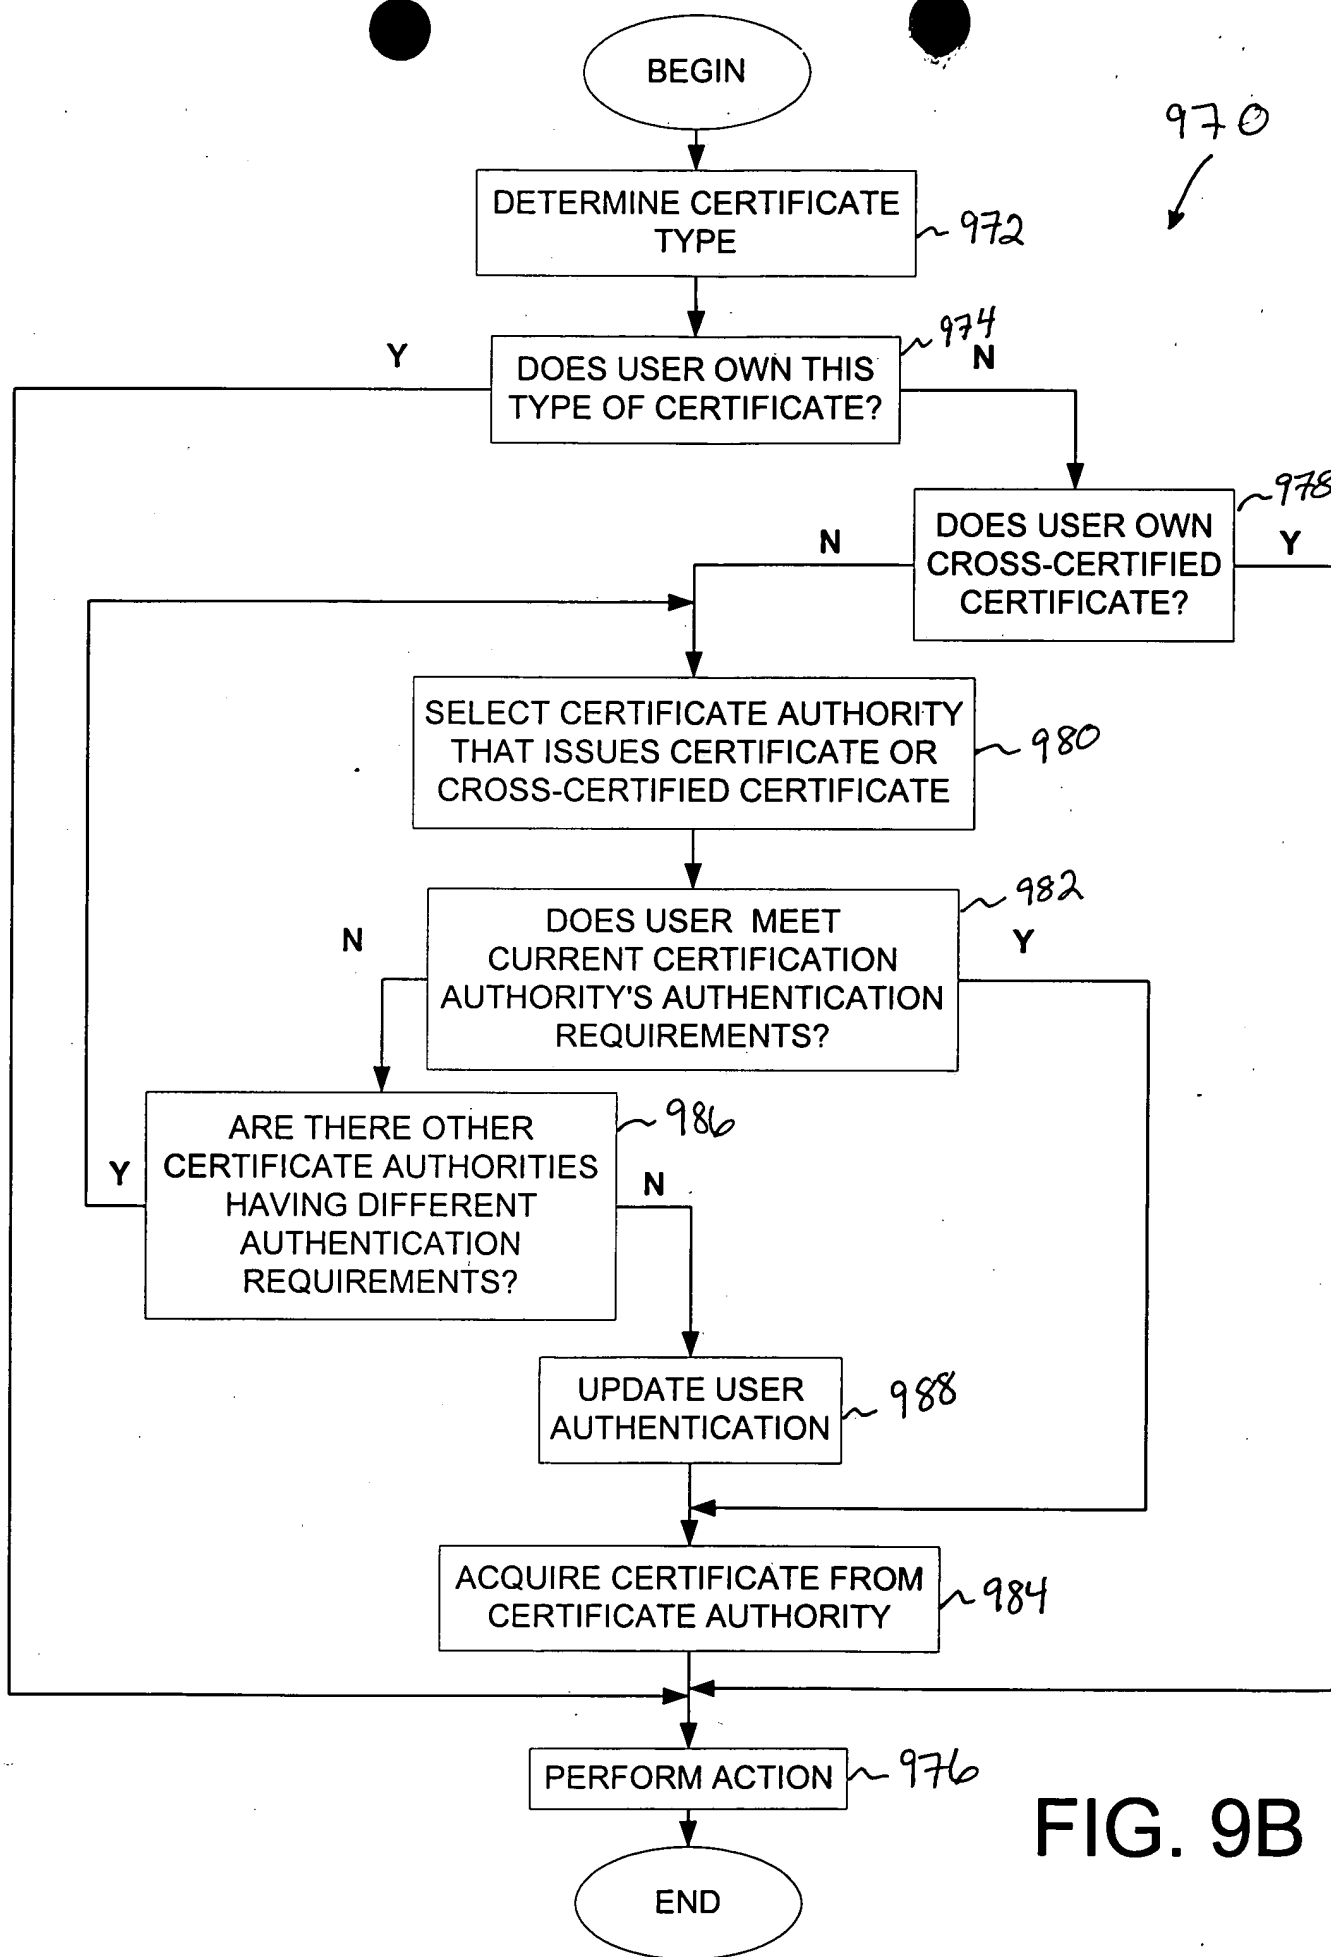 BEGIN
970
DETERMINE CERTIFICATE
TYPE
972
974
Y
N
DOES USER OWN THIS
TYPE OF CERTIFICATE?
978
DOES USER OWN
CROSS-CERTIFIED
CERTIFICATE?
N
Y
SELECT CERTIFICATE AUTHORITY
THAT ISSUES CERTIFICATE OR
CROSS-CERTIFIED CERTIFICATE
980
982
DOES USER MEET
CURRENT CERTIFICATION
AUTHORITY'S AUTHENTICATION
REQUIREMENTS?
N
Y
986
ARE THERE OTHER
CERTIFICATE AUTHORITIES
HAVING DIFFERENT
AUTHENTICATION
REQUIREMENTS?
Y
N
UPDATE USER
AUTHENTICATION
988
ACQUIRE CERTIFICATE FROM
CERTIFICATE AUTHORITY
984
PERFORM ACTION
976
FIG. 9B
END